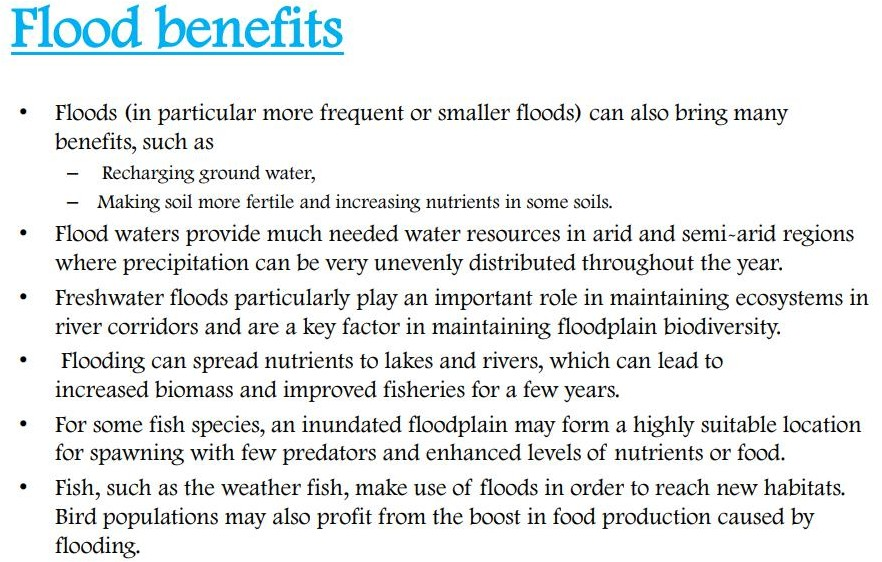 Flood benefits
• Floods (in particular more frequent or smaller floods) can also bring many
benefits, such as
– Recharging ground water,
– Making soil more fertile and increasing nutrients in some soils.
• Flood waters provide much needed water resources in arid and semi-arid regions
where precipitation can be very unevenly distributed throughout the year.
• Freshwater floods particularly play an important role in maintaining ecosystems in
river corridors and are a key factor in maintaining floodplain biodiversity.
• Flooding can spread nutrients to lakes and rivers, which can lead to
increased biomass and improved fisheries for a few years.
• For some fish species, an inundated floodplain may form a highly suitable location
for spawning with few predators and enhanced levels of nutrients or food.
• Fish, such as the weather fish, make use of floods in order to reach new habitats.
Bird populations may also profit from the boost in food production caused by
flooding.